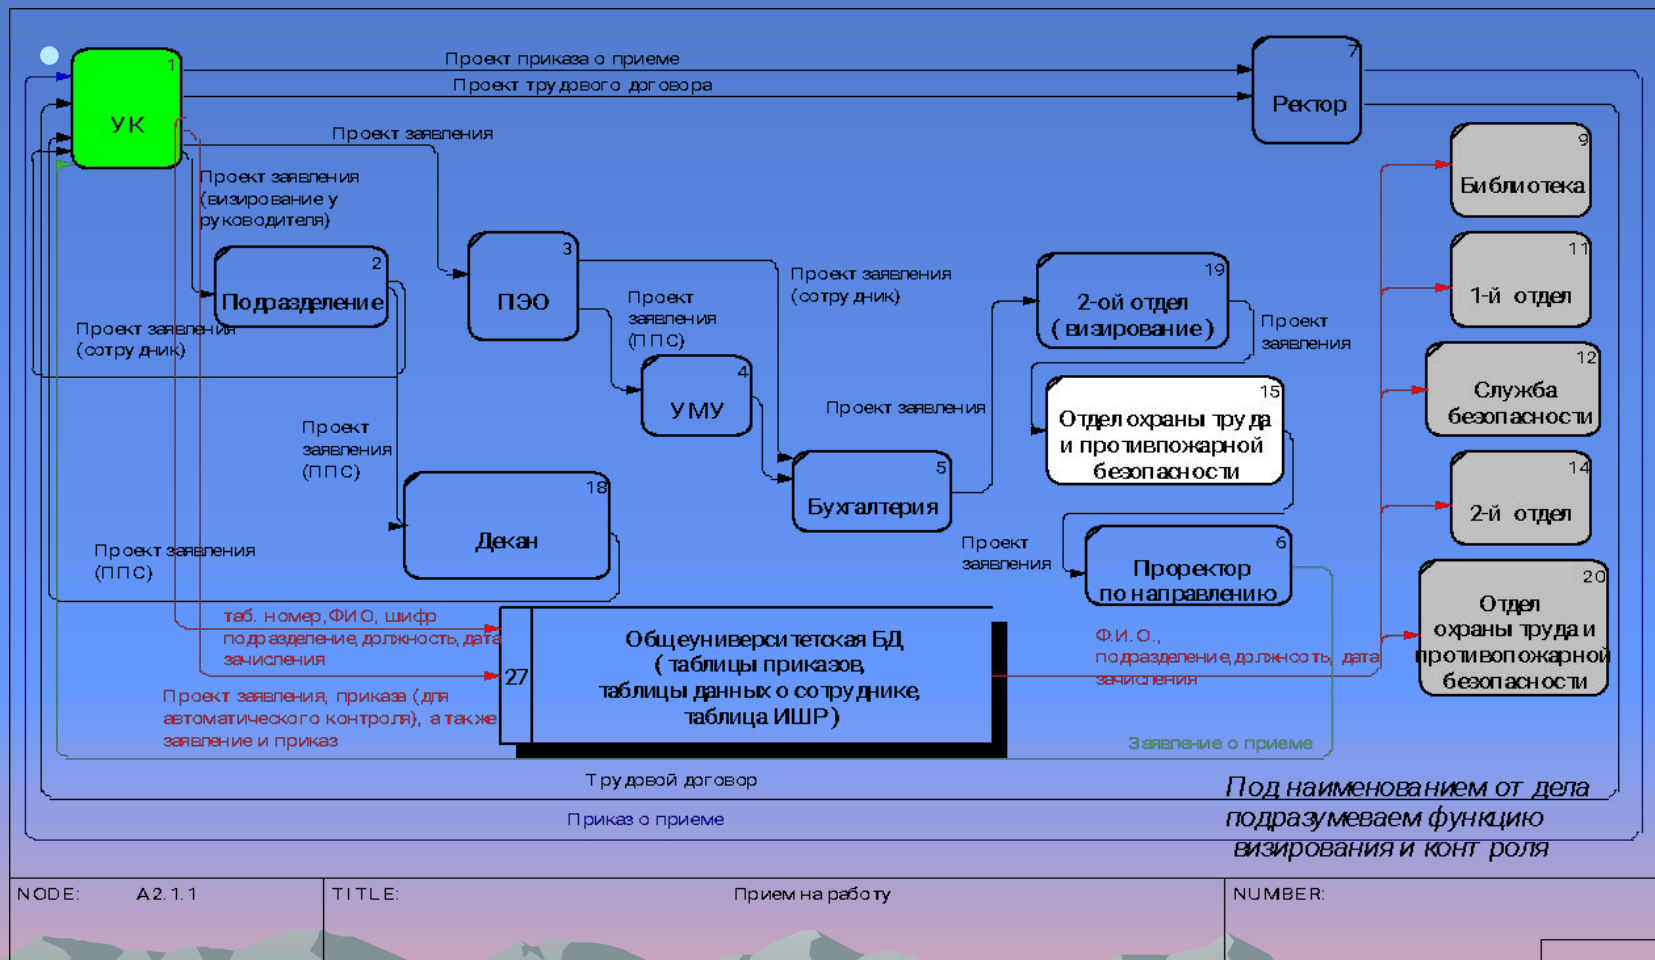 1
УК
Проект приказа о приеме
Проект трудового договора
7
Ректор
Проект заявления
Проект заявления
(визирование у
руководителя)
2
Подразделение
Проект заявления
(сотрудник)
3
ПЭО
Проект заявления
(сотрудник)
Проект
заявления
(ППС)
4
УМУ
19
2-ой отдел
(визирование)
Проект
заявления
15
Отдел охраны труда
и противпожарной
безопасности
Проект заявления
5
Бухгалтерия
Проект
заявления
(ППС)
18
Декан
Проект заявления
(ППС)
Проект
заявления
6
Проректор
по направлению
9
Библиотека
11
1-й отдел
12
Служба
безопасности
14
2-й отдел
20
Отдел
охраны труда и
противопожарной
безопасности
таб. номер, ФИО, шифр
подразделение, должность, дата
зачисления
27
Общеуниверситетская БД
(таблицы приказов,
таблицы данных о сотруднике,
таблица ИШР)
Ф.И.О.,
подразделение, должнсоть, дата
зачисления
Проект заявления, приказа (для
автоматического контроля), а также
заявление и приказ
Заявление о приеме
Трудовой договор
Приказ о приеме
Под наименованием отдела
подразумеваем функцию
визирования и контроля
NODE: A2.1.1
TITLE: Прием на работу
NUMBER: